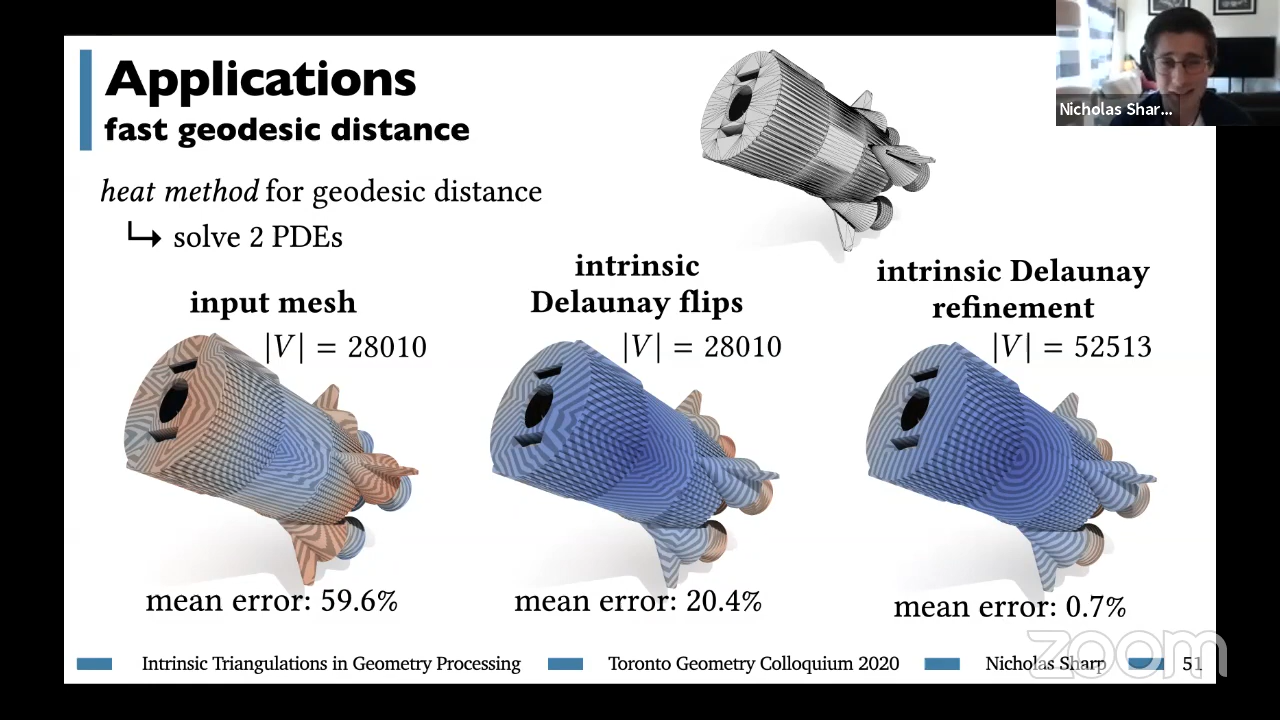 Applications
fast geodesic distance
heat method for geodesic distance
↳ solve 2 PDEs
Nicholas Shar...
input mesh
|V| = 28010
mean error: 59.6%
intrinsic
Delaunay flips
|V| = 28010
mean error: 20.4%
intrinsic Delaunay
refinement
|V| = 52513
mean error: 0.7%
Intrinsic Triangulations in Geometry Processing
Toronto Geometry Colloquium 2020
Nicholas Sharp
51
zoom